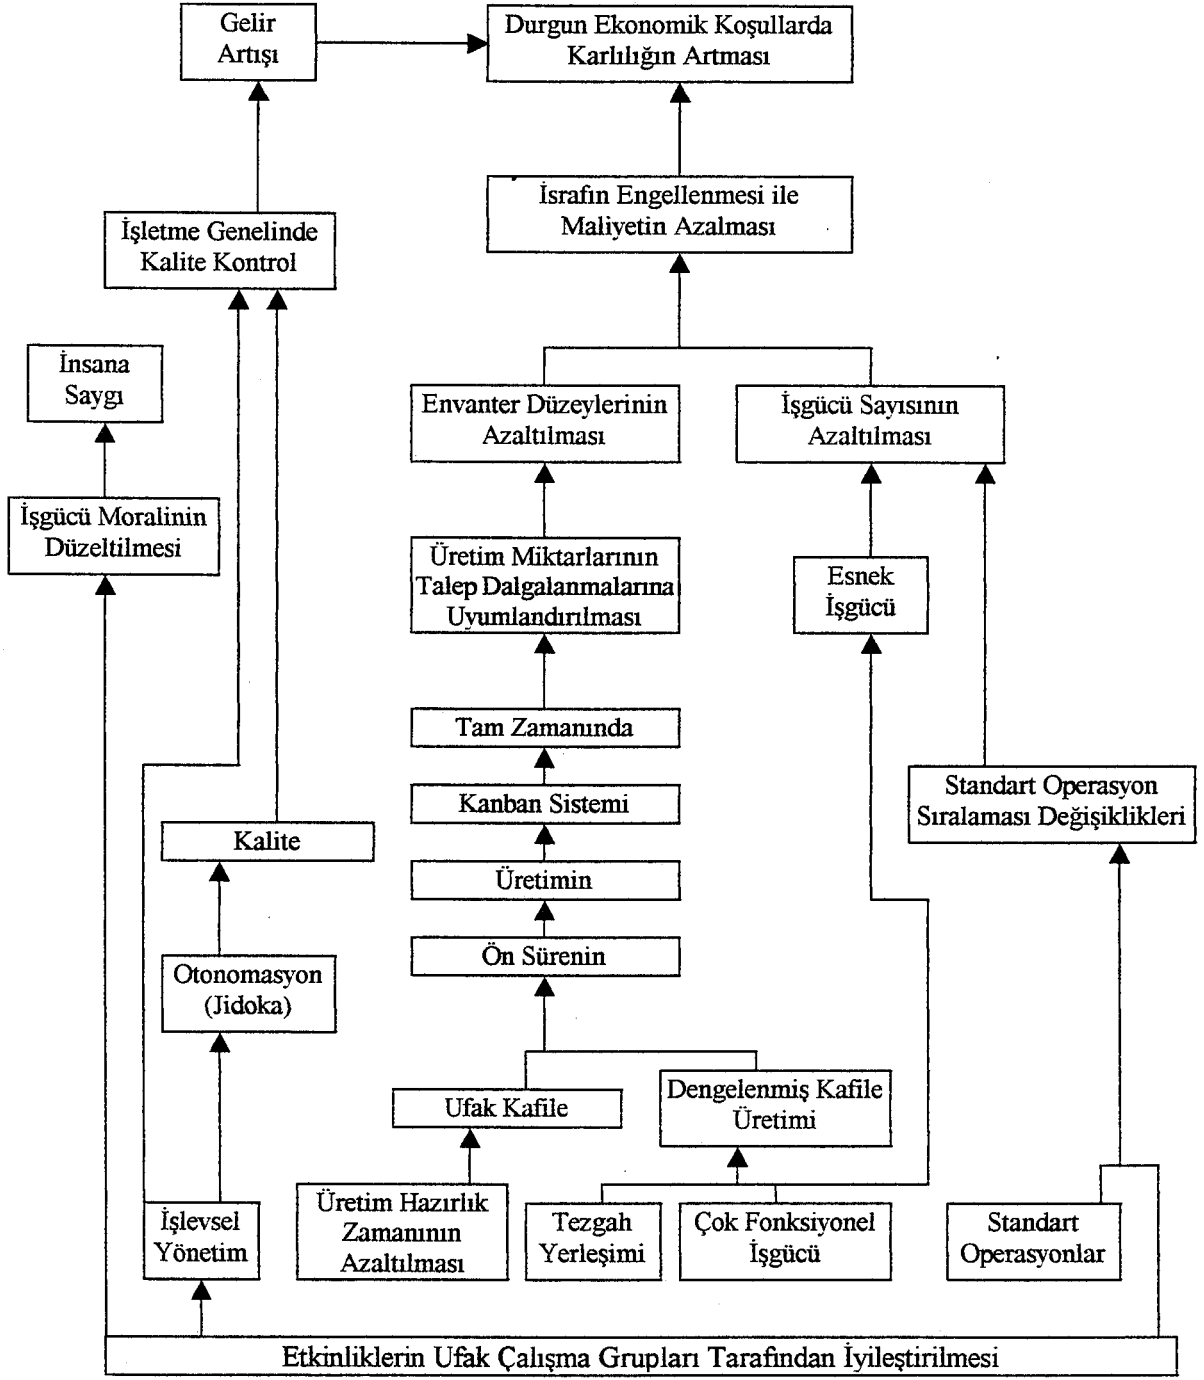 Gelir
Artışı
Durgun Ekonomik Koşullarda
Karlılığın Artması
İsrafın Engellenmesi ile
Maliyetin Azalması
İşletme Genelinde
Kalite Kontrol
İnsana
Saygı
Envanter Düzeylerinin
Azaltılması
İşgücü Sayısının
Azaltılması
İşgücü Moralinin
Düzeltilmesi
Üretim Miktarlarının
Talep Dalgalanmalarına
Uyumlandırılması
Esnek
İşgücü
Tam Zamanında
Kanban Sistemi
Standart Operasyon
Sıralaması Değişiklikleri
Kalite
Üretimin
Ön Sürenin
Otonomasyon
(Jidoka)
Ufak Kafile
Dengelenmiş Kafile
Üretimi
İşlevsel
Yönetim
Üretim Hazırlık
Zamanının
Azaltılması
Tezgah
Yerleşimi
Çok Fonksiyonel
İşgücü
Standart
Operasyonlar
Etkinliklerin Ufak Çalışma Grupları Tarafından İyileştirilmesi